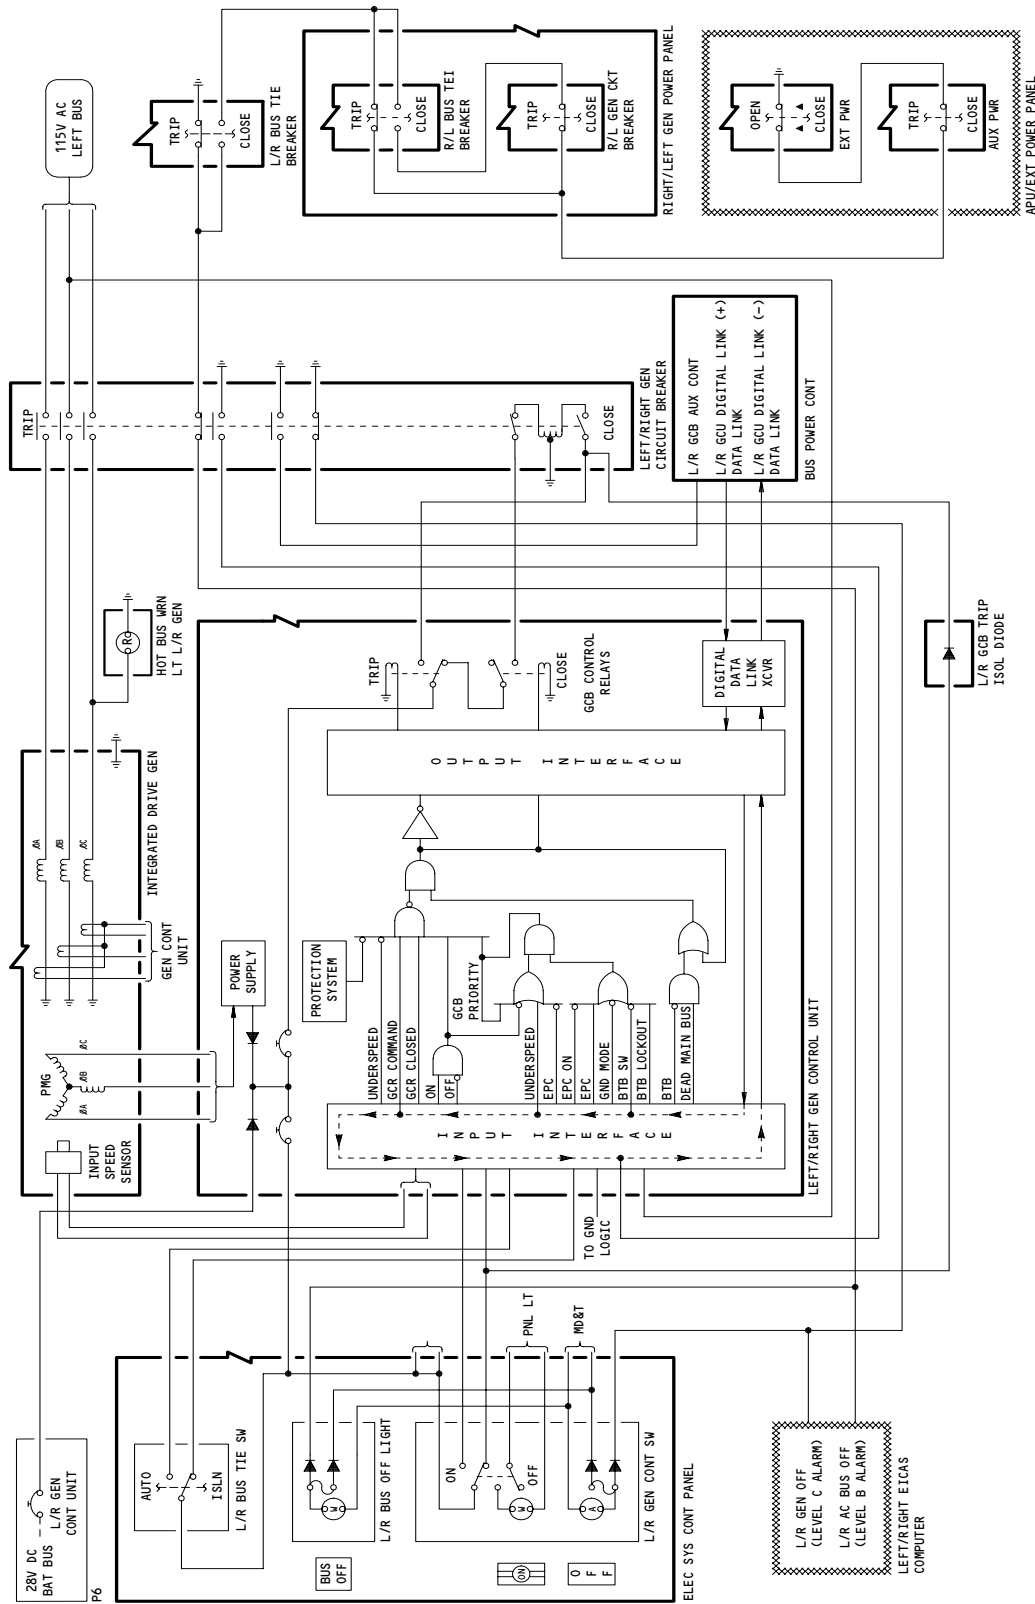 28V DC
BAT BUS
L/R GEN
CONT UNIT
P6
AUTO
ISLN
L/R BUS TIE SW
BUS
OFF
W
L/R BUS OFF LIGHT
ON
OFF
W
A
L/R GEN CONT SW
ON
O
F
F
ELEC SYS CONT PANEL
PNL LT
MD&T
L/R GEN OFF
(LEVEL C ALARM)
L/R AC BUS OFF
(LEVEL B ALARM)
LEFT/RIGHT EICAS
COMPUTER
INPUT
SPEED
SENSOR
PMG
ØA
ØB
ØC
GEN CONT
UNIT
ØA
ØB
ØC
INTEGRATED DRIVE GEN
POWER
SUPPLY
PROTECTION
SYSTEM
UNDERSPEED
GCR COMMAND
GCR CLOSED
ON
OFF
GCB
PRIORITY
UNDERSPEED
EPC
EPC ON
EPC
GND MODE
BTB SW
BTB LOCKOUT
BTB
DEAD MAIN BUS
INPUT INTERFACE
TO GND
LOGIC
OUTPUT INTERFACE
TRIP
CLOSE
GCB CONTROL
RELAYS
DIGITAL
DATA
LINK
XCVR
LEFT/RIGHT GEN CONTROL UNIT
R
HOT BUS WRN
LT L/R GEN
L/R GCB TRIP
ISOL DIODE
TRIP
CLOSE
LEFT/RIGHT GEN
CIRCUIT BREAKER
L/R GCB AUX CONT
L/R GCU DIGITAL LINK (+)
DATA LINK
L/R GCU DIGITAL LINK (-)
DATA LINK
BUS POWER CONT
115V AC
LEFT BUS
TRIP
CLOSE
L/R BUS TIE
BREAKER
TRIP
CLOSE
R/L BUS TEI
BREAKER
TRIP
CLOSE
R/L GEN CKT
BREAKER
RIGHT/LEFT GEN POWER PANEL
OPEN
CLOSE
EXT PWR
TRIP
CLOSE
AUX PWR
APU/EXT POWER PANEL